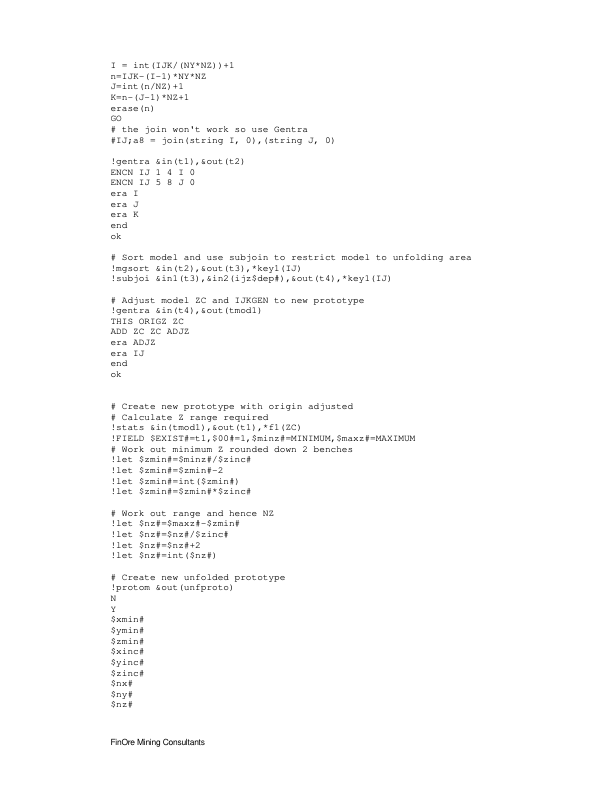 I = int(IJK/(NY*NZ))+1
n=IJK-(I-1)*NY*NZ
J=int(n/NZ)+1
K=n-(J-1)*NZ+1
erase(n)
GO
# the join won't work so use Gentra
#IJ;a8 = join(string I, 0),(string J, 0)
!gentra &in(t1),&out(t2)
ENCN IJ 1 4 I 0
ENCN IJ 5 8 J 0
era I
era J
era K
end
ok
# Sort model and use subjoin to restrict model to unfolding area
!mgsort &in(t2),&out(t3),*key1(IJ)
!subjoi &in1(t3),&in2(ijz$dep#),&out(t4),*key1(IJ)
# Adjust model ZC and IJKGEN to new prototype
!gentra &in(t4),&out(tmod1)
THIS ORIGZ ZC
ADD ZC ZC ADJZ
era ADJZ
era IJ
end
ok
# Create new prototype with origin adjusted
# Calculate Z range required
!stats &in(tmod1),&out(t1),*f1(ZC)
!FIELD $EXIST#=t1,$00#=1,$minz#=MINIMUM,$maxz#=MAXIMUM
# Work out minimum Z rounded down 2 benches
!let $zmin#=$minz#/$zinc#
!let $zmin#=$zmin#-2
!let $zmin#=int($zmin#)
!let $zmin#=$zmin#*$zinc#
# Work out range and hence NZ
!let $nz#=$maxz#-$zmin#
!let $nz#=$nz#/$zinc#
!let $nz#=$nz#+2
!let $nz#=int($nz#)
# Create new unfolded prototype
!protom &out(unfproto)
N
Y
$xmin#
$ymin#
$zmin#
$xinc#
$yinc#
$zinc#
$nx#
$ny#
$nz#
FinOre Mining Consultants